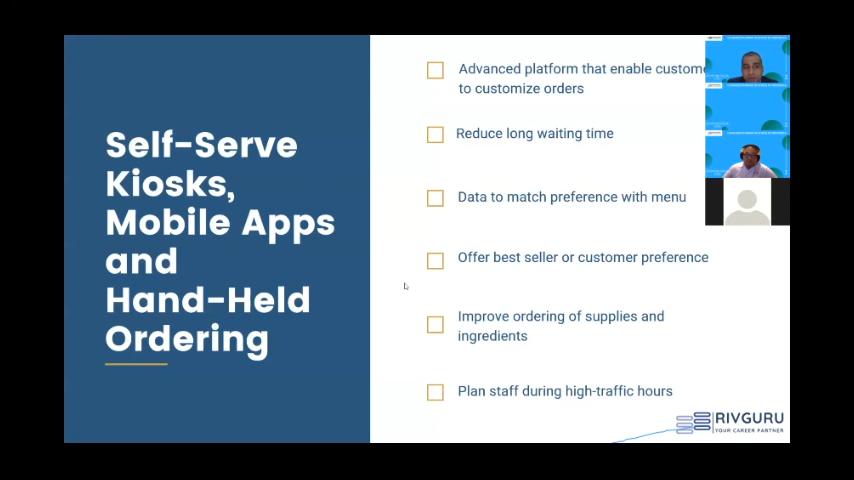 Self-Serve
Kiosks,
Mobile Apps
and
Hand-Held
Ordering
Advanced platform that enable custome
to customize orders
Reduce long waiting time
Data to match preference with menu
Offer best seller or customer preference
Improve ordering of supplies and
ingredients
Plan staff during high-traffic hours
RIVGURU
YOUR CAREER PARTNER